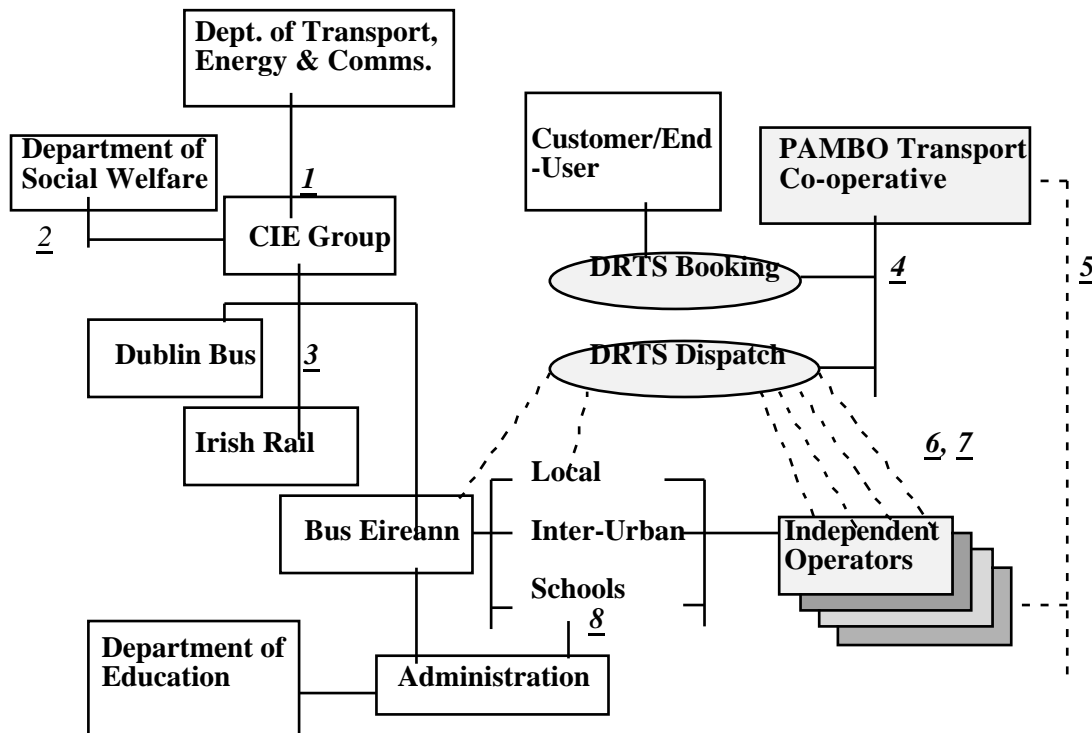 Dept. of Transport,
Energy & Comms.
Customer/End
-User
PAMBO Transport
Co-operative
Department of
Social Welfare
1
2
CIE Group
DRTS Booking
4
5
Dublin Bus
3
DRTS Dispatch
Irish Rail
6, 7
Local
Bus Eireann
Inter-Urban
Independent
Operators
Schools
8
Department of
Education
Administration